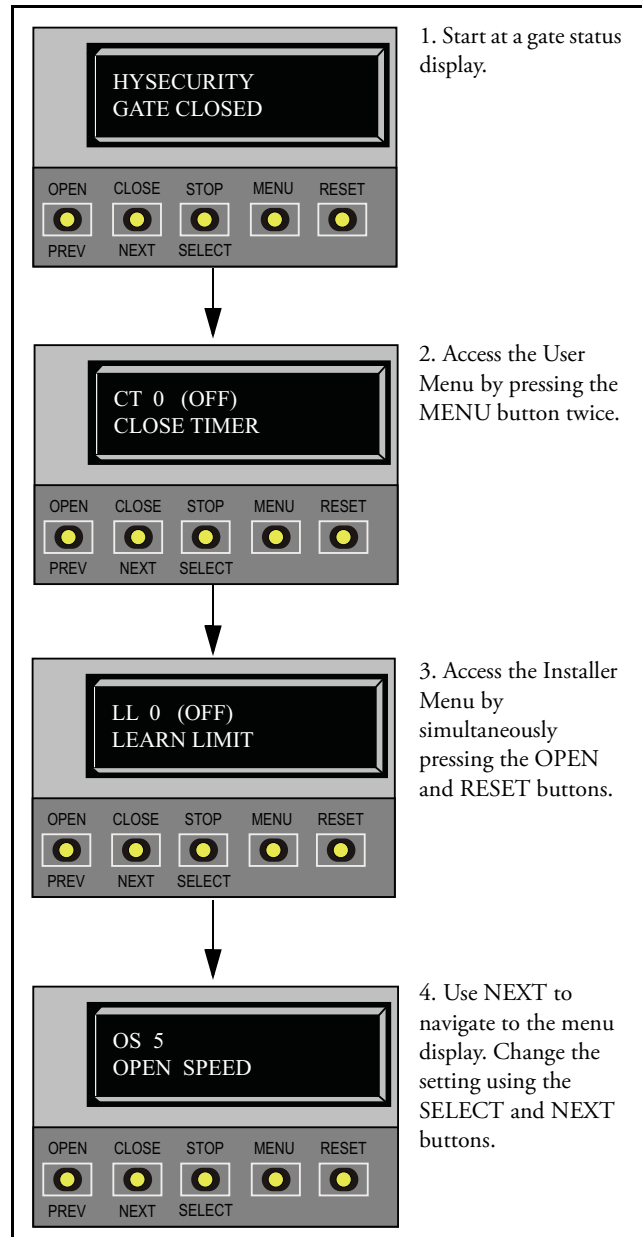 HYSECURITY
GATE CLOSED
OPEN CLOSE STOP MENU RESET
PREV NEXT SELECT
1. Start at a gate status
display.
CT 0 (OFF)
CLOSE TIMER
OPEN CLOSE STOP MENU RESET
PREV NEXT SELECT
2. Access the User
Menu by pressing the
MENU button twice.
LL 0 (OFF)
LEARN LIMIT
OPEN CLOSE STOP MENU RESET
PREV NEXT SELECT
3. Access the Installer
Menu by
simultaneously
pressing the OPEN
and RESET buttons.
OS 5
OPEN SPEED
OPEN CLOSE STOP MENU RESET
PREV NEXT SELECT
4. Use NEXT to
navigate to the menu
display. Change the
setting using the
SELECT and NEXT
buttons.